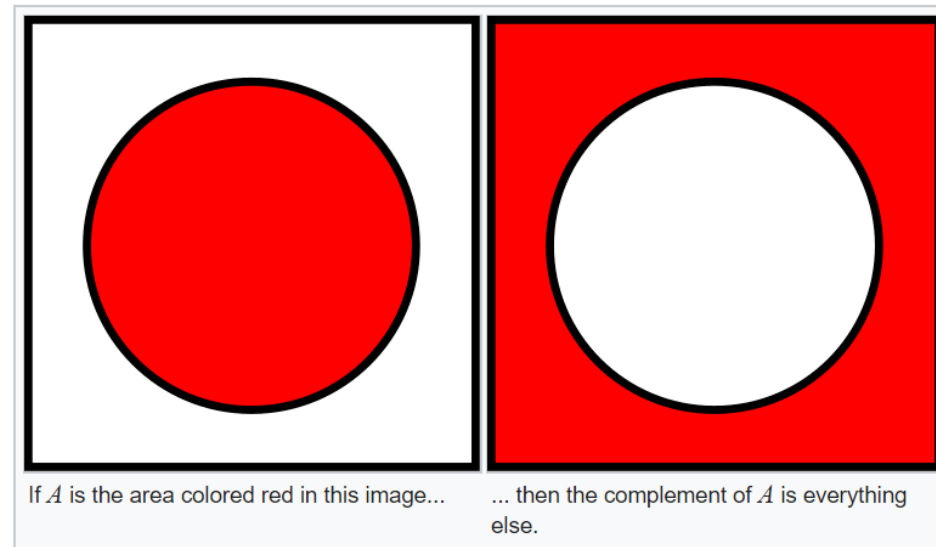 If A is the area colored red in this image...
... then the complement of A is everything
else.